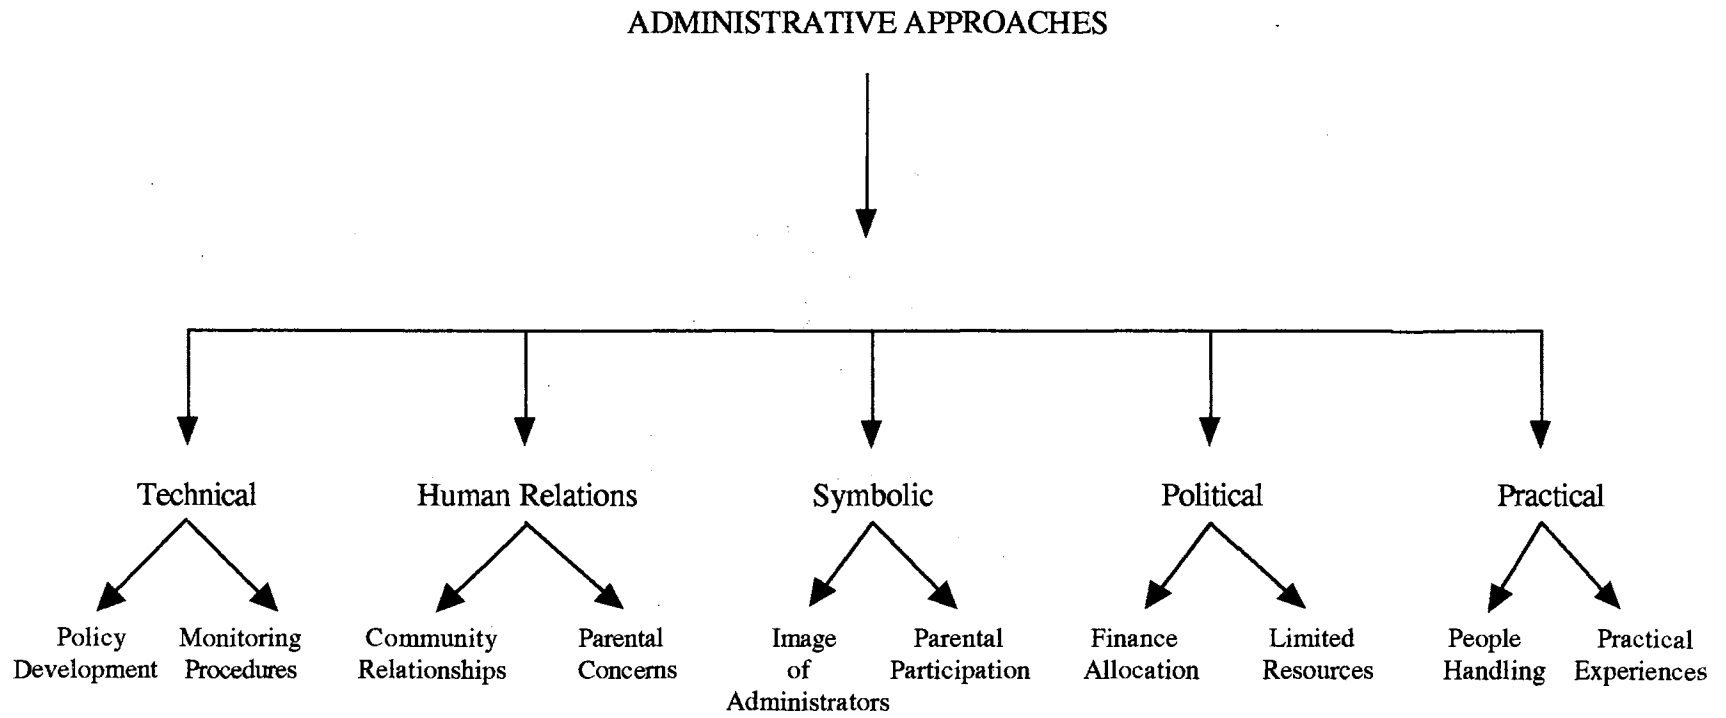 ADMINISTRATIVE APPROACHES
Technical
Human Relations
Symbolic
Political
Practical
Policy
Development
Monitoring
Procedures
Community
Relationships
Parental
Concerns
Image
of
Administrators
Parental
Participation
Finance
Allocation
Limited
Resources
People
Handling
Practical
Experiences